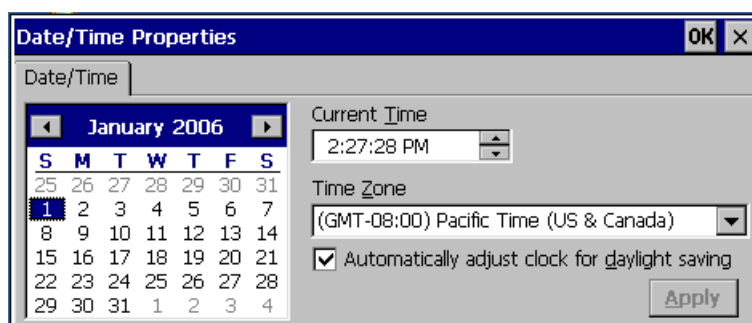 Date/Time Properties OK ×
Date/Time
January 2006
S M T W T F S
25 26 27 28 29 30 31
1 2 3 4 5 6 7
8 9 10 11 12 13 14
15 16 17 18 19 20 21
22 23 24 25 26 27 28
29 30 31 1 2 3 4
Current Time
2:27:28 PM
Time Zone
(GMT-08:00) Pacific Time (US & Canada)
Automatically adjust clock for daylight saving
Apply